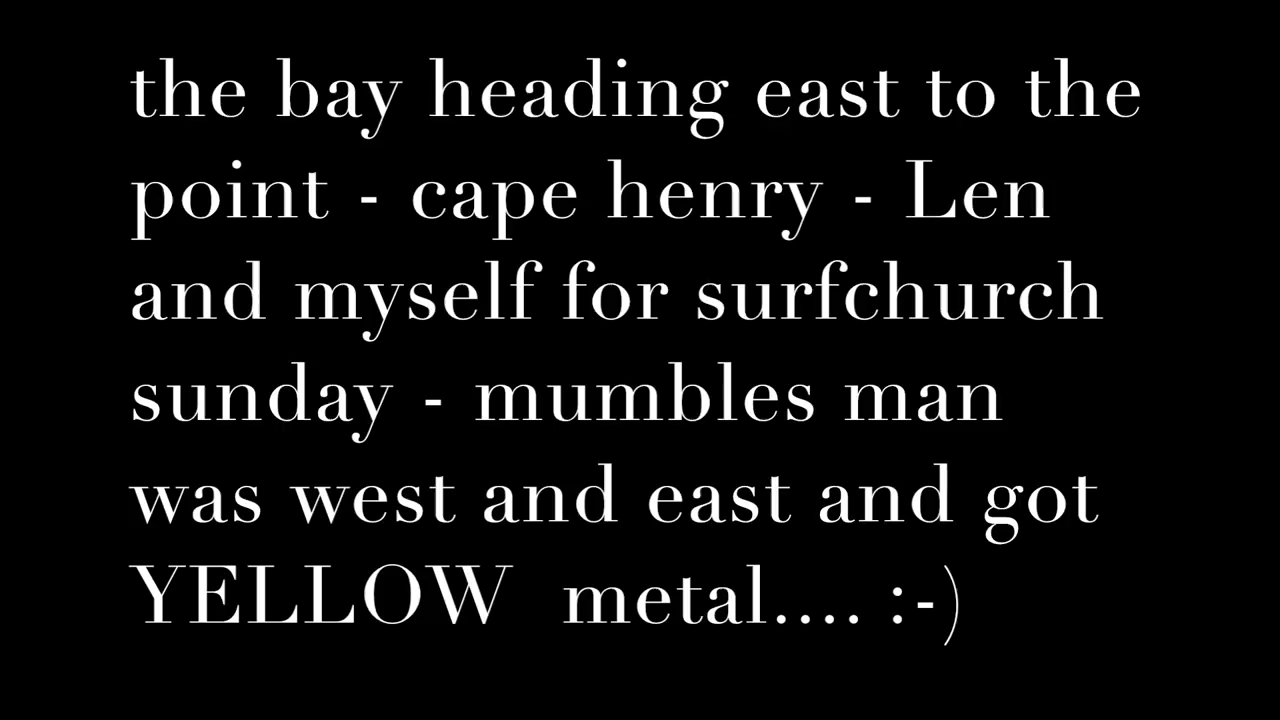 the bay heading east to the
point - cape henry - Len
and myself for surfchurch
sunday - mumbles man
was west and east and got
YELLOW  metal.... :-)